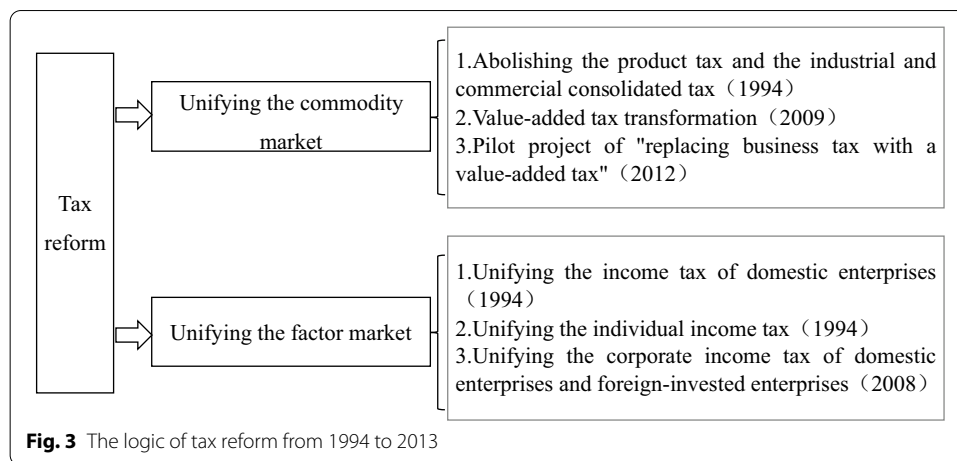 Tax
reform
Unifying the commodity
market
1.Abolishing the product tax and the industrial and
commercial consolidated tax（1994）
2.Value-added tax transformation（2009）
3.Pilot project of "replacing business tax with a
value-added tax"（2012）
Unifying the factor market
1.Unifying the income tax of domestic enterprises
（1994）
2.Unifying the individual income tax（1994）
3.Unifying the corporate income tax of domestic
enterprises and foreign-invested enterprises（2008）
Fig. 3 The logic of tax reform from 1994 to 2013